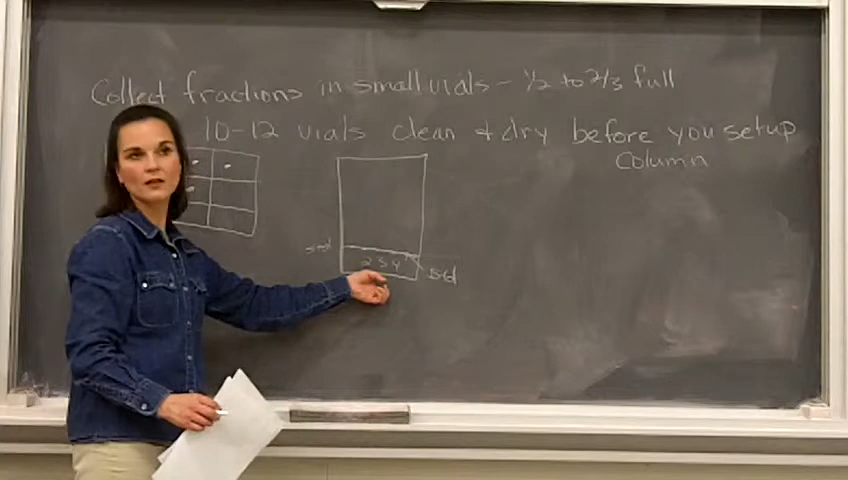 Collect fractions in small vials - 1/2 to 2/3 full
10-12 vials clean & dry before you setup
column
std
2 3 4
std